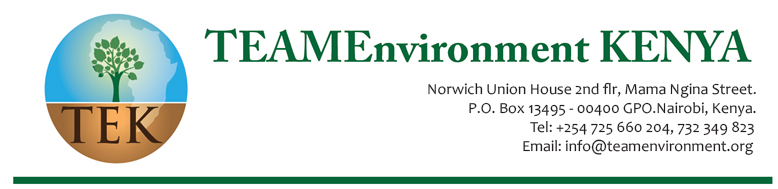 TEAMEnvironment KENYA
Norwich Union House 2nd flr, Mama Ngina Street.
P.O. Box 13495 - 00400 GPO.Nairobi, Kenya.
Tel: +254 725 660 204, 732 349 823
Email: info@teamenvironment.org
TEK